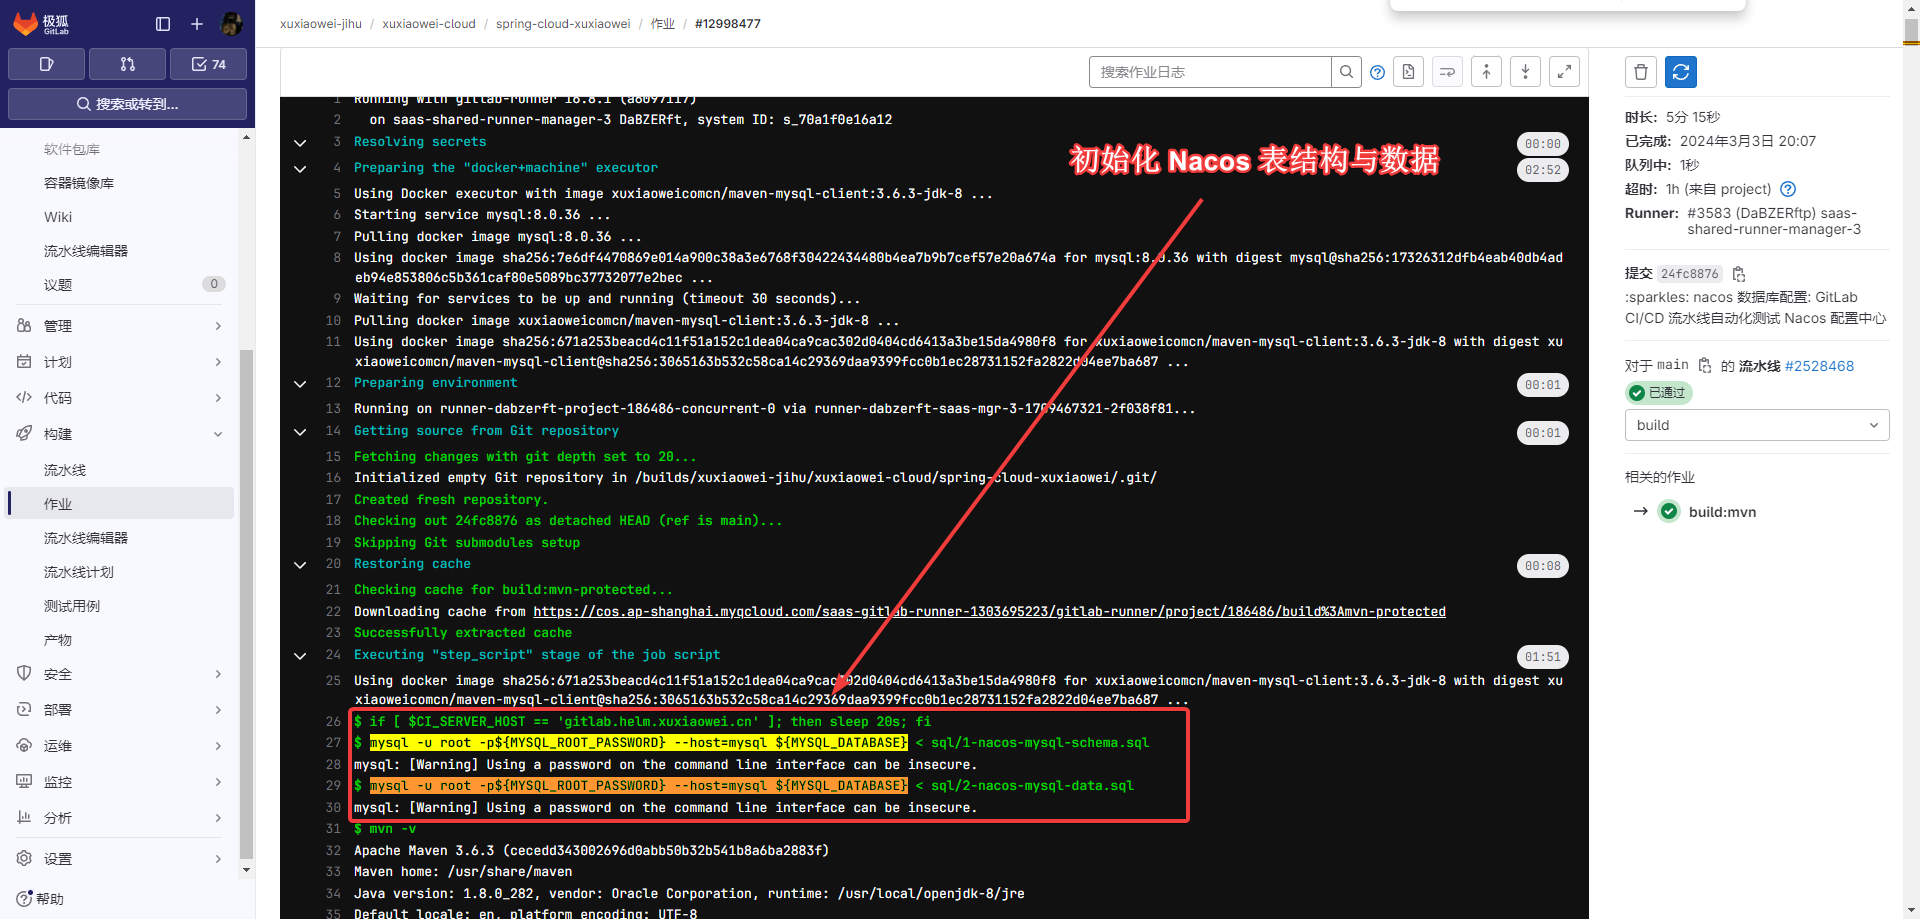 极狐
GitLab
74
搜索或转到...
软件包库
容器镜像库
Wiki
流水线编辑器
议题
0
管理
计划
代码
构建
流水线
作业
流水线编辑器
流水线计划
测试用例
产物
安全
部署
运维
监控
分析
设置
帮助
xuxiaowei-jihu / xuxiaowei-cloud / spring-cloud-xuxiaowei / 作业 / #12998477
搜索作业日志
初始化 Nacos 表结构与数据
1 Running with gitlab-runner 16.8.1 (a6097117)
2 on saas-shared-runner-manager-3 DaBZERft, system ID: s_70a1f0e16a12
3 Resolving secrets 00:00
4 Preparing the "docker+machine" executor 02:52
5 Using Docker executor with image xuxiaoweicomcn/maven-mysql-client:3.6.3-jdk-8 ...
6 Starting service mysql:8.0.36 ...
7 Pulling docker image mysql:8.0.36 ...
8 Using docker image sha256:7e6df4470869e014a900c38a3e6768f30422434480b4ea7b9b7cef57e20a674a for mysql:8.0.36 with digest mysql@sha256:17326312dfb4eab40db4ad
eb94e853806c5b361caf80e5089bc37732077e2bec ...
9 Waiting for services to be up and running (timeout 30 seconds)...
10 Pulling docker image xuxiaoweicomcn/maven-mysql-client:3.6.3-jdk-8 ...
11 Using docker image sha256:671a253beacd4c11f51a152c1dea04ca9cac302d0404cd6413a3be15da4980f8 for xuxiaoweicomcn/maven-mysql-client:3.6.3-jdk-8 with digest xu
xiaoweicomcn/maven-mysql-client@sha256:3065163b532c58ca14c29369daa9399fcc0b1ec28731152fa2822d04ee7ba687 ...
12 Preparing environment 00:01
13 Running on runner-dabzerft-project-186486-concurrent-0 via runner-dabzerft-saas-mgr-3-1709467321-2f038f81...
14 Getting source from Git repository 00:01
15 Fetching changes with git depth set to 20...
16 Initialized empty Git repository in /builds/xuxiaowei-jihu/xuxiaowei-cloud/spring-cloud-xuxiaowei/.git/
17 Created fresh repository.
18 Checking out 24fc8876 as detached HEAD (ref is main)...
19 Skipping Git submodules setup
20 Restoring cache 00:08
21 Checking cache for build:mvn-protected...
22 Downloading cache from https://cos.ap-shanghai.myqcloud.com/saas-gitlab-runner-1303695223/gitlab-runner/project/186486/build%3Amvn-protected
23 Successfully extracted cache
24 Executing "step_script" stage of the job script 01:51
25 Using docker image sha256:671a253beacd4c11f51a152c1dea04ca9cac302d0404cd6413a3be15da4980f8 for xuxiaoweicomcn/maven-mysql-client:3.6.3-jdk-8 with digest xu
xiaoweicomcn/maven-mysql-client@sha256:3065163b532c58ca14c29369daa9399fcc0b1ec28731152fa2822d04ee7ba687 ...
26 $ if [ $CI_SERVER_HOST == 'gitlab.helm.xuxiaowei.cn' ]; then sleep 20s; fi
27 $ mysql -u root -p${MYSQL_ROOT_PASSWORD} --host=mysql ${MYSQL_DATABASE} < sql/1-nacos-mysql-schema.sql
28 mysql: [Warning] Using a password on the command line interface can be insecure.
29 $ mysql -u root -p${MYSQL_ROOT_PASSWORD} --host=mysql ${MYSQL_DATABASE} < sql/2-nacos-mysql-data.sql
30 mysql: [Warning] Using a password on the command line interface can be insecure.
31 $ mvn -v
32 Apache Maven 3.6.3 (cecedd343002696d0abb50b32b541b8a6ba2883f)
33 Maven home: /usr/share/maven
34 Java version: 1.8.0_282, vendor: Oracle Corporation, runtime: /usr/local/openjdk-8/jre
35 Default locale: en, platform encoding: UTF-8
时长: 5分 15秒
已完成: 2024年3月3日 20:07
队列中: 1秒
超时: 1h (来自 project)
Runner: #3583 (DaBZERftp) saas-
shared-runner-manager-3
提交 24fc8876
:sparkles: nacos 数据库配置: GitLab
CI/CD 流水线自动化测试 Nacos 配置中心
对于 main 的 流水线 #2528468
已通过
build
相关的作业
→ build:mvn